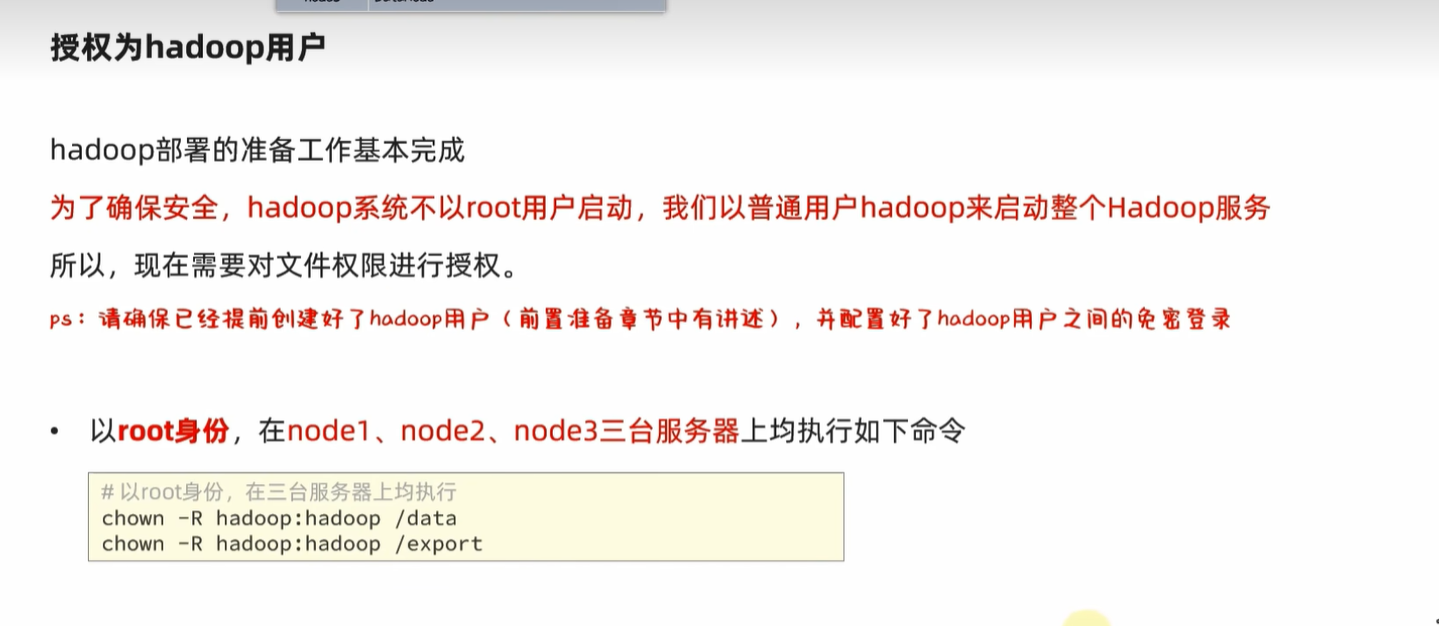 授权为hadoop用户
hadoop部署的准备工作基本完成
为了确保安全，hadoop系统不以root用户启动，我们以普通用户hadoop来启动整个Hadoop服务
所以，现在需要对文件权限进行授权。
ps：请确保已经提前创建好了hadoop用户（前置准备章节中有讲述），并配置好了hadoop用户之间的免密登录
• 以root身份，在node1、node2、node3三台服务器上均执行如下命令
# 以root身份，在三台服务器上均执行
chown -R hadoop:hadoop /data
chown -R hadoop:hadoop /export